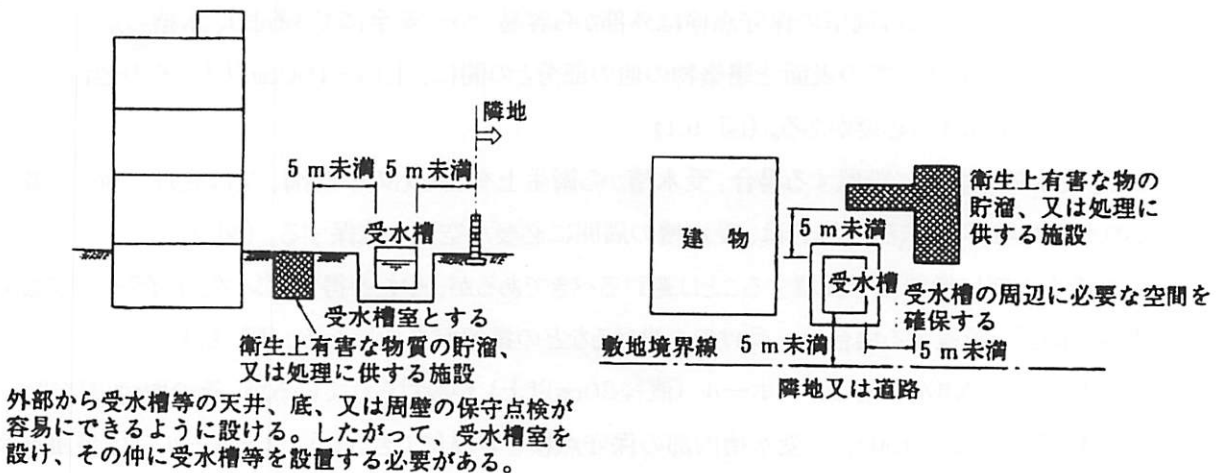 隣地
5m未満 5m未満
受水槽
受水槽室とする
衛生上有害な物質の貯溜、
又は処理に供する施設
外部から受水槽等の天井、底、又は周壁の保守点検が
容易にできるように設ける。したがって、受水槽室を
設け、その仲に受水槽等を設置する必要がある。
建物
5m未満
衛生上有害な物の
貯溜、又は処理に
供する施設
受水槽
受水槽の周辺に必要な空間を
確保する
敷地境界線 5m未満
5m未満
隣地又は道路